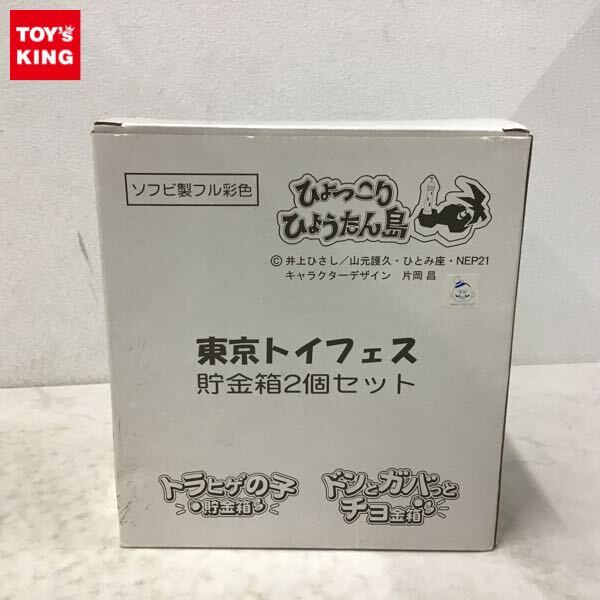 TOY's
KING
ソフビ製フル彩色
ひょっこり
ひょうたん島
© 井上ひさし／山元護久・ひとみ座・NEP21
キャラクターデザイン 片岡 昌
東京トイフェス
貯金箱2個セット
トラヒゲの子
貯金箱
ドンとガバっと
チョ金箱